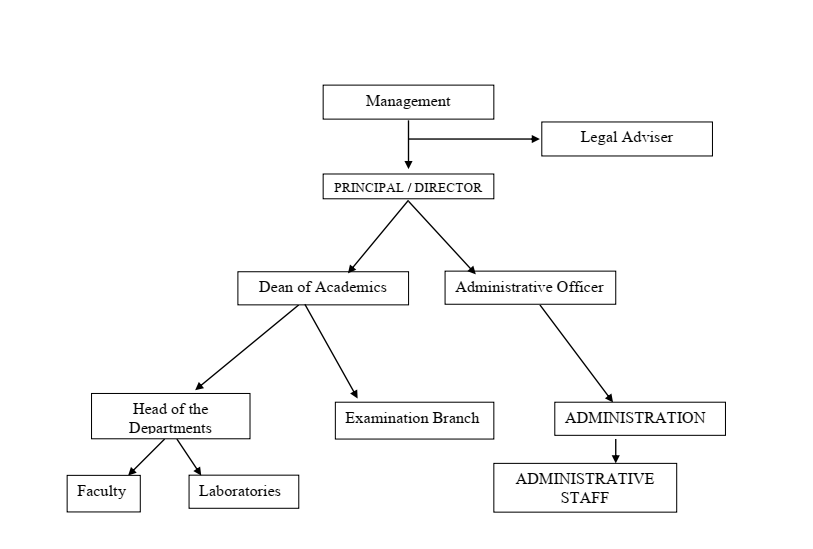 Management
Legal Adviser
PRINCIPAL / DIRECTOR
Dean of Academics
Administrative Officer
Head of the
Departments
Examination Branch
ADMINISTRATION
Faculty
Laboratories
ADMINISTRATIVE
STAFF